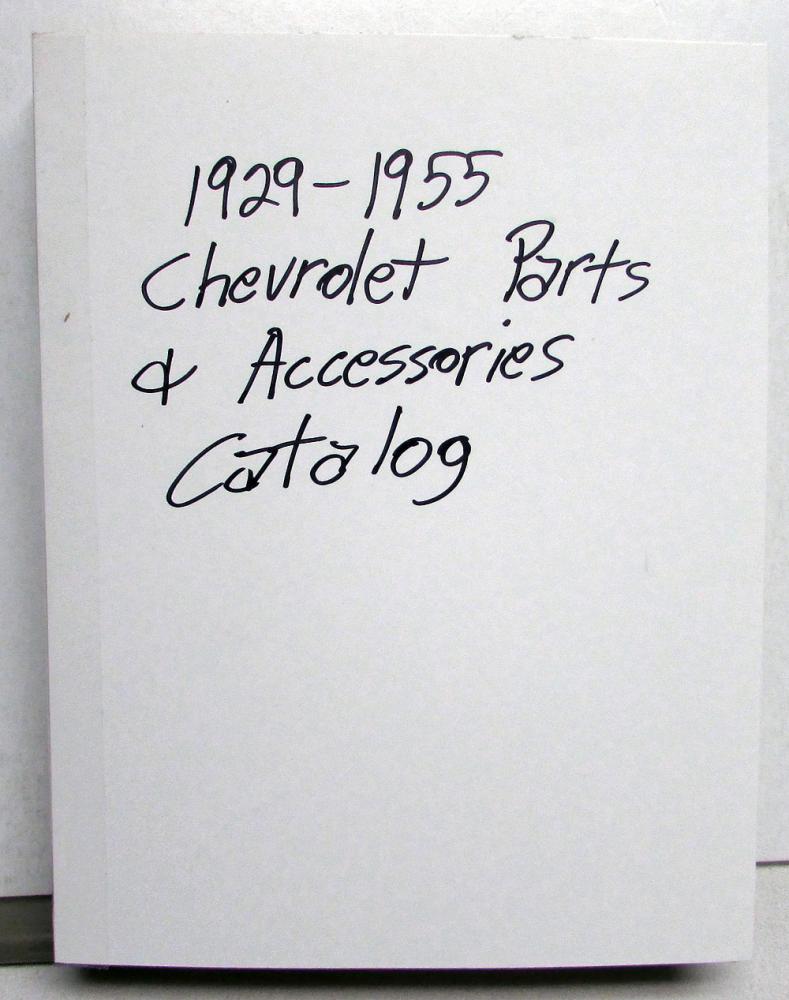 1929-1955
Chevrolet Parts
& Accessories
Catalog